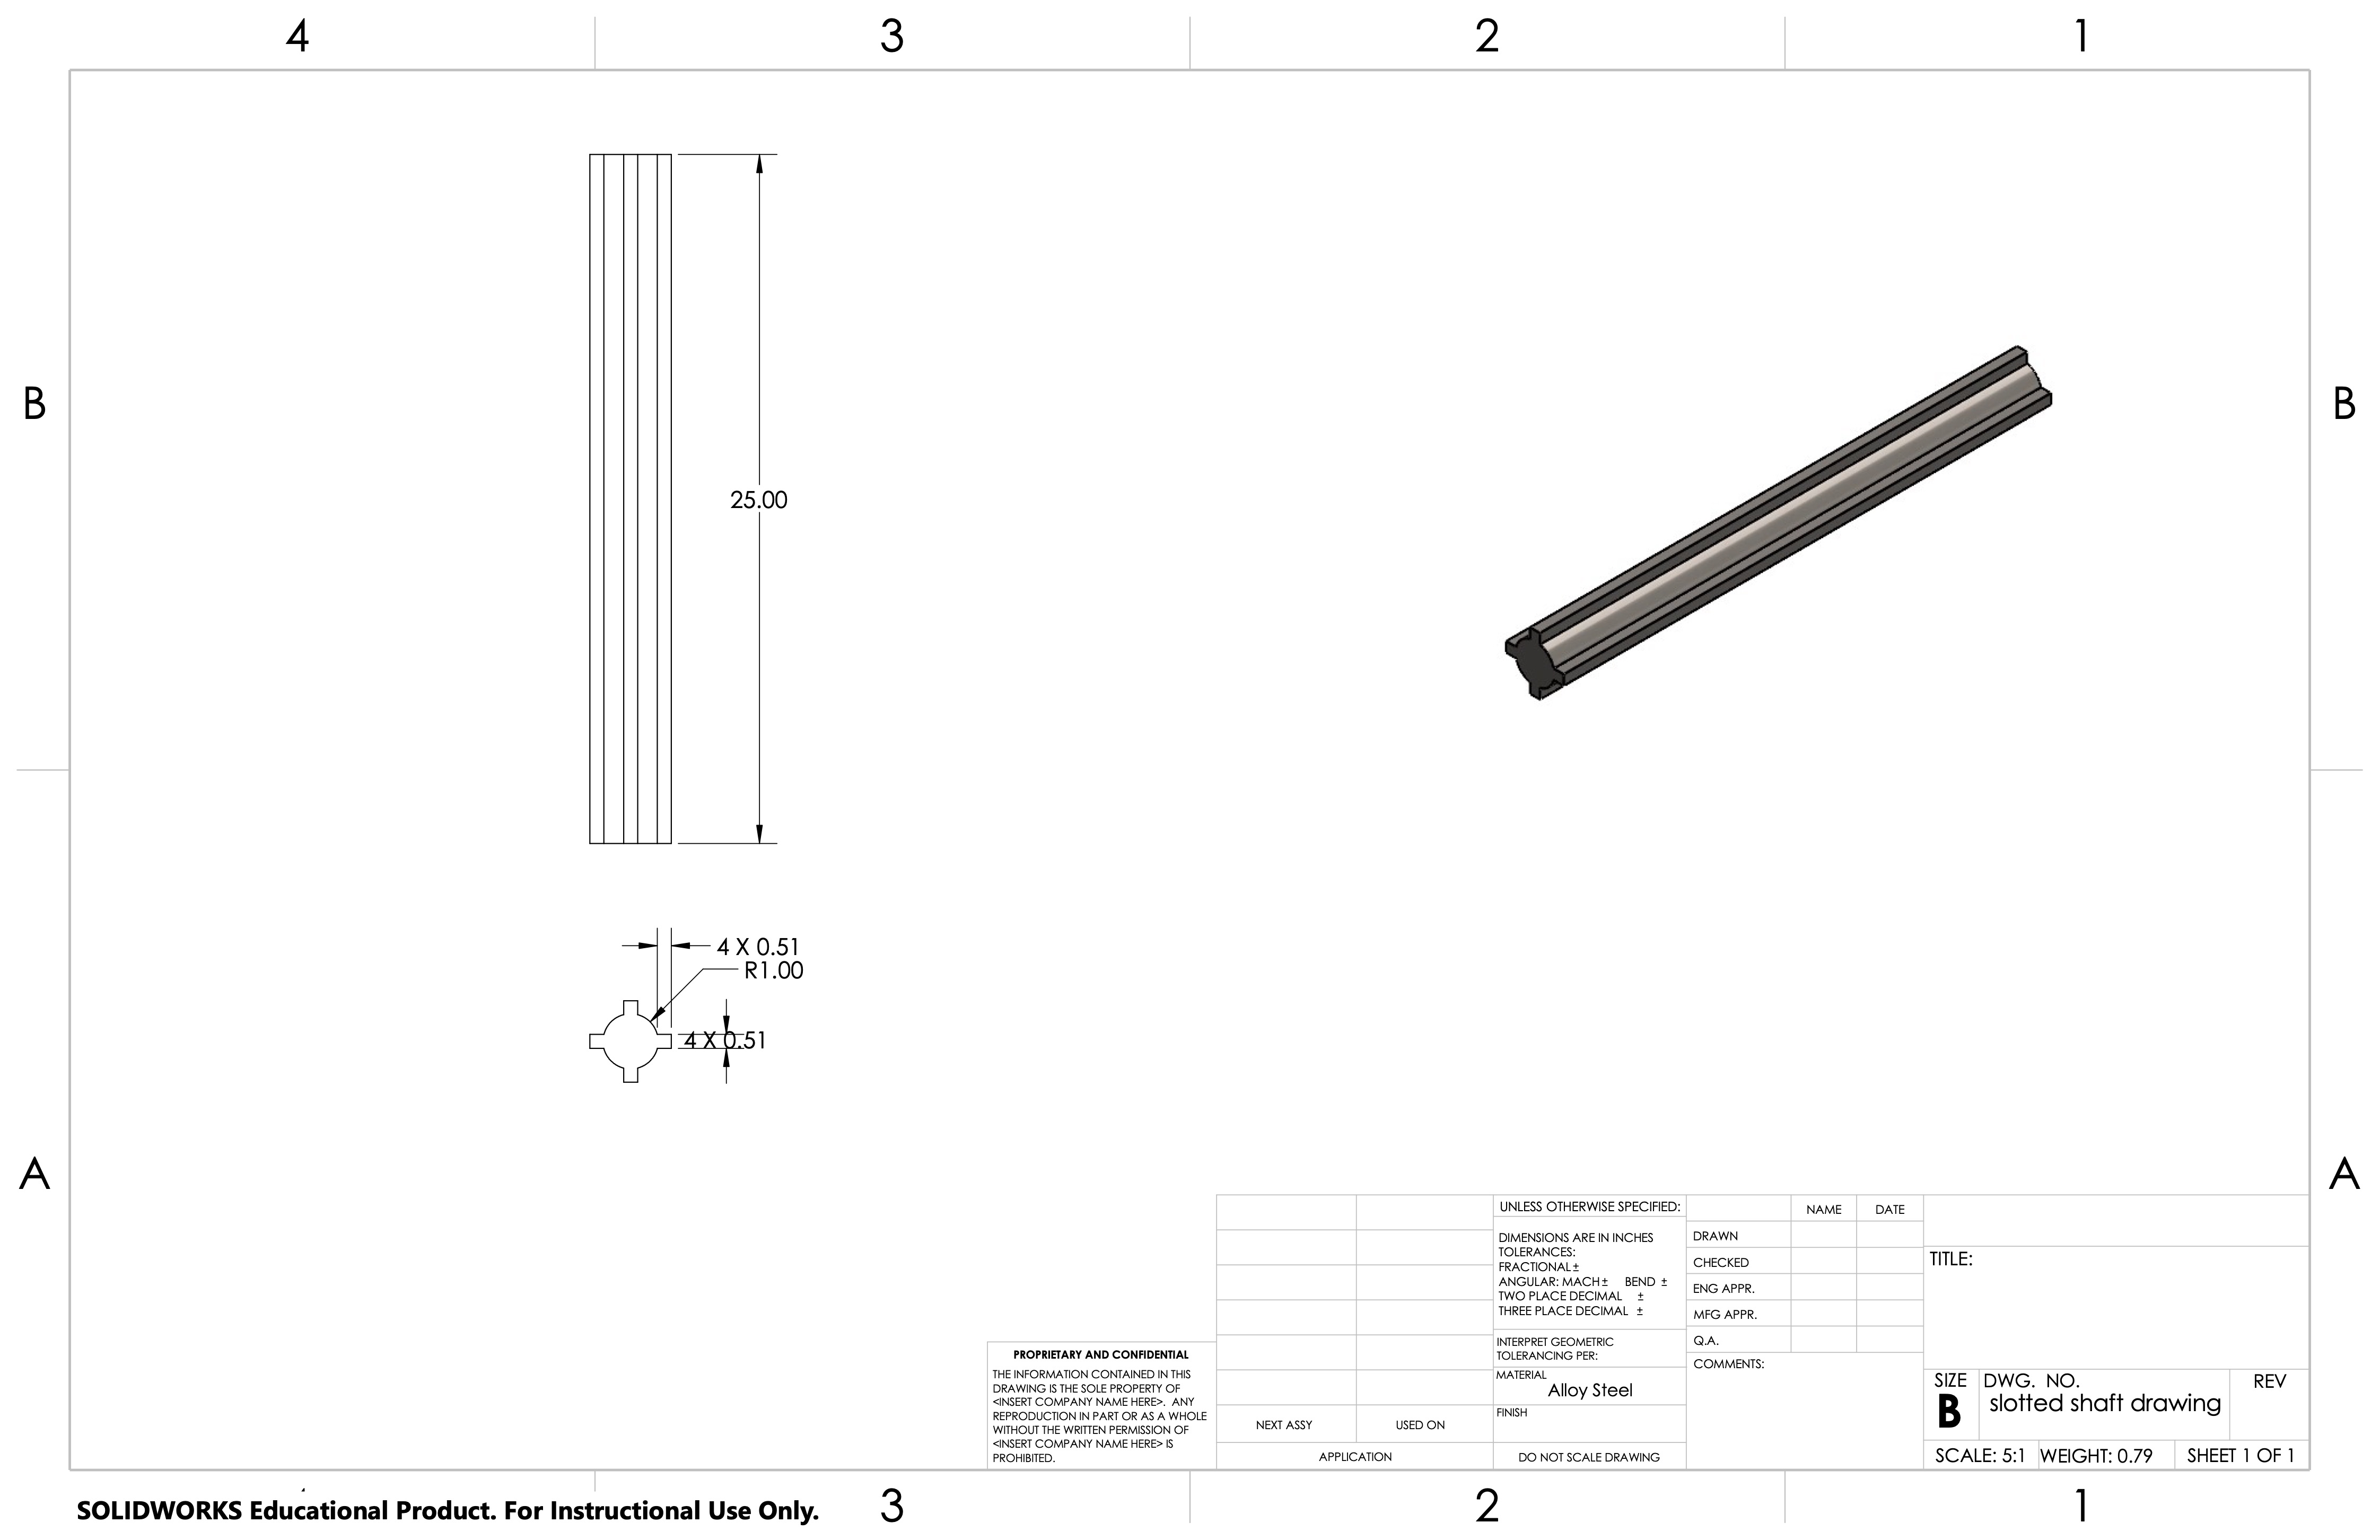 4 3 2 1
B B
25.00
4 X 0.51
R1.00
4 X 0.51
A A
UNLESS OTHERWISE SPECIFIED:
DIMENSIONS ARE IN INCHES
TOLERANCES:
FRACTIONAL ±
ANGULAR: MACH ± BEND ±
TWO PLACE DECIMAL ±
THREE PLACE DECIMAL ±
INTERPRET GEOMETRIC
TOLERANCING PER:
MATERIAL
Alloy Steel
FINISH
DO NOT SCALE DRAWING
NAME DATE
DRAWN
CHECKED
ENG APPR.
MFG APPR.
Q.A.
COMMENTS:
TITLE:
SIZE DWG. NO. REV
B slotted shaft drawing
SCALE: 5:1 WEIGHT: 0.79 SHEET 1 OF 1
PROPRIETARY AND CONFIDENTIAL
THE INFORMATION CONTAINED IN THIS
DRAWING IS THE SOLE PROPERTY OF
<INSERT COMPANY NAME HERE>. ANY
REPRODUCTION IN PART OR AS A WHOLE
WITHOUT THE WRITTEN PERMISSION OF
<INSERT COMPANY NAME HERE> IS
PROHIBITED.
NEXT ASSY USED ON
APPLICATION
SOLIDWORKS Educational Product. For Instructional Use Only.
3 2 1